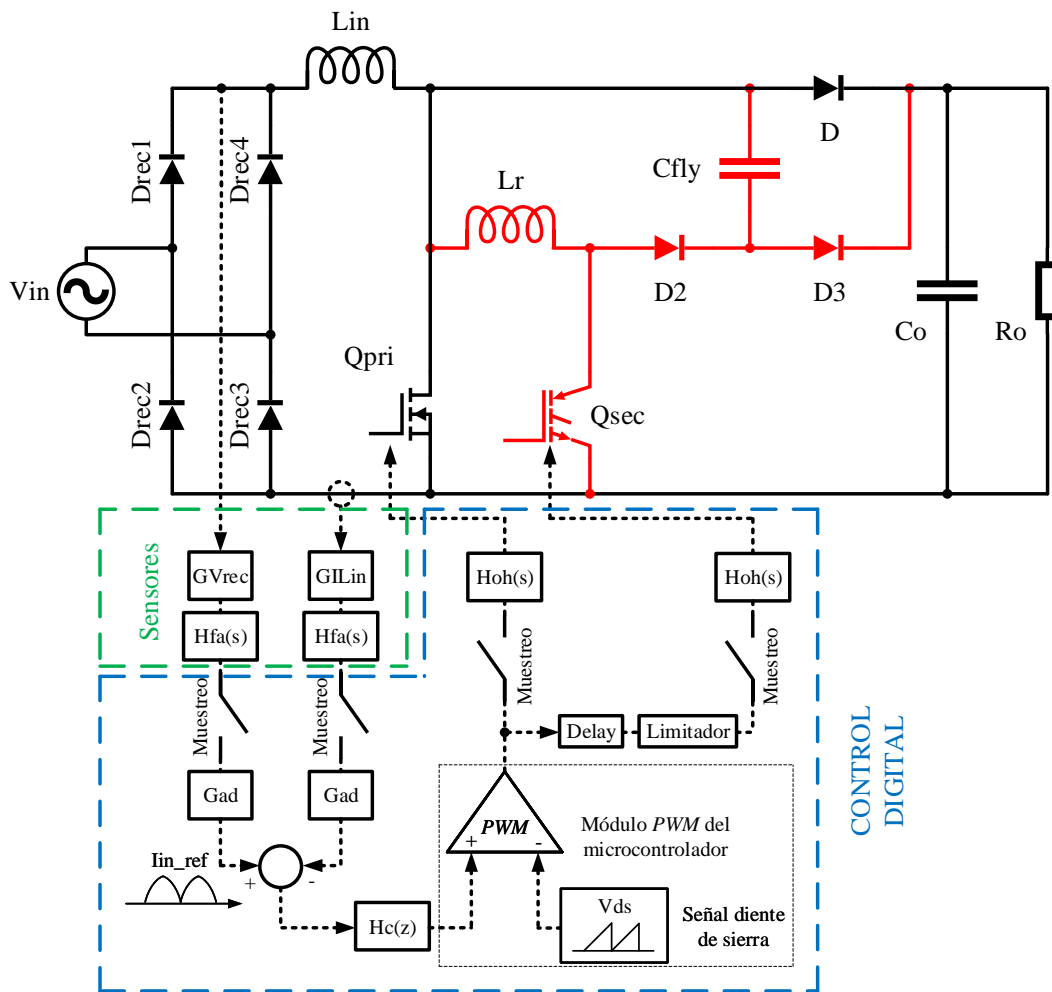 Lin
Drec1
Drec4
D
Cfly
Lr
Vin
D2
D3
Co
Ro
Qpri
Drec2
Drec3
Qsec
Sensores
GVrec
GILin
Hoh(s)
Hoh(s)
Hfa(s)
Hfa(s)
Muestreo
Muestreo
Muestreo
Muestreo
Delay
Limitador
Gad
Gad
CONTROL
DIGITAL
PWM
+
-
Módulo PWM del
microcontrolador
Iin_ref
+
-
Hc(z)
Vds
Señal diente
de sierra